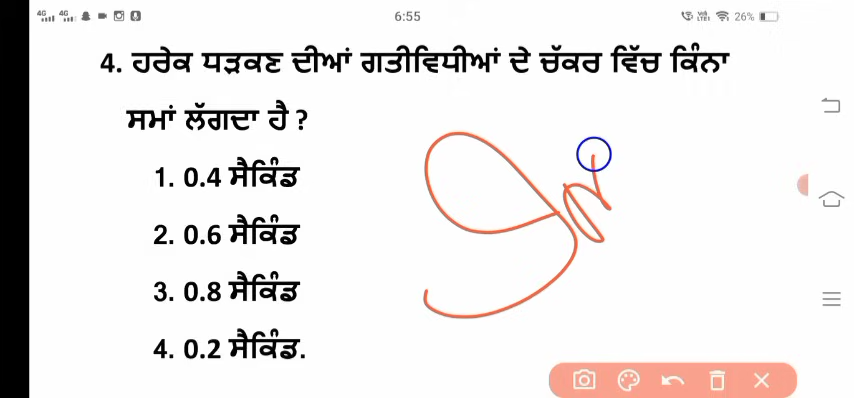 6:55
26%
4. ਹਰੇਕ ਧੜਕਣ ਦੀਆਂ ਗਤੀਵਿਧੀਆਂ ਦੇ ਚੱਕਰ ਵਿੱਚ ਕਿੰਨਾ
ਸਮਾਂ ਲੱਗਦਾ ਹੈ ?
1. 0.4 ਸੈਕਿੰਡ
2. 0.6 ਸੈਕਿੰਡ
3. 0.8 ਸੈਕਿੰਡ
4. 0.2 ਸੈਕਿੰਡ.